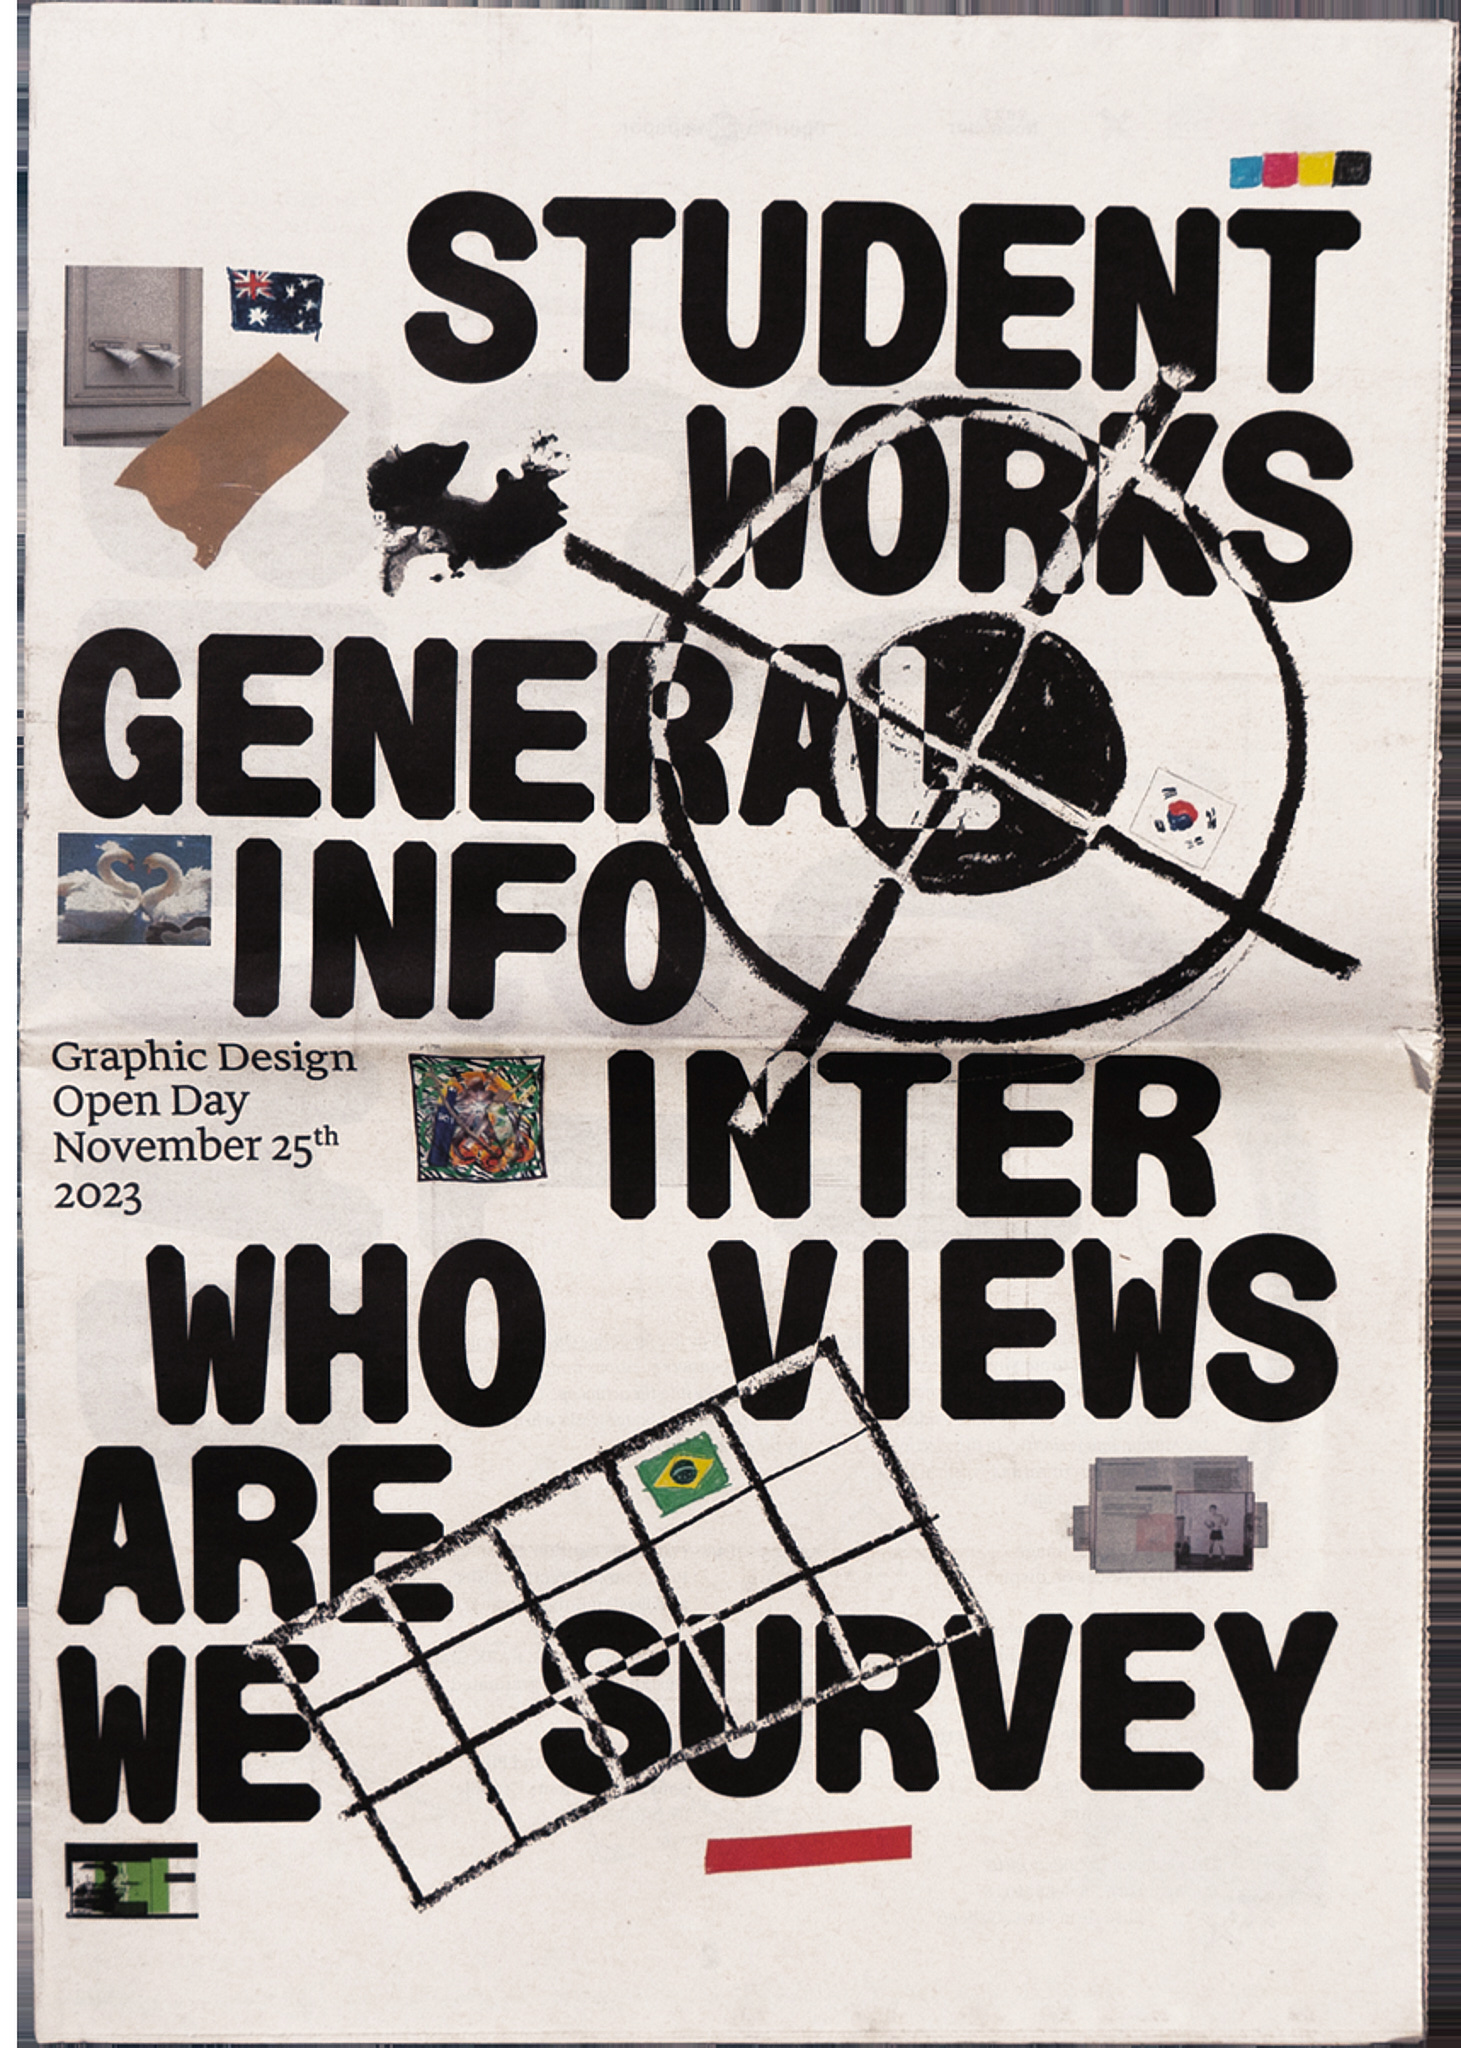 STUDENT
WORKS
GENERAL
INFO
Graphic Design
Open Day
November 25th
2023
INTER
VIEWS
WHO
ARE
WE
SURVEY